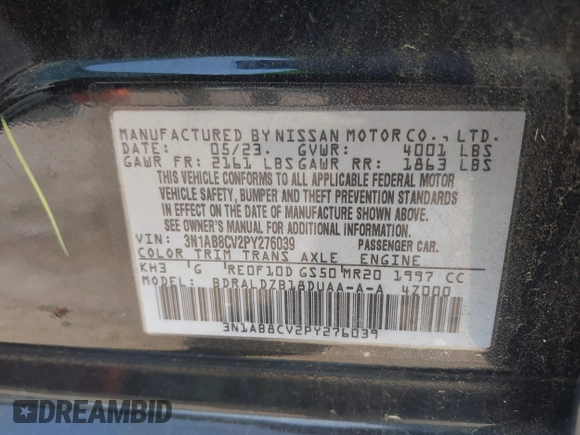 MANUFACTURED BY NISSAN MOTOR CO., LTD.
DATE: 05/23. GVWR: 4001 LBS
GAWR FR: 2161 LBS GAWR RR: 1863 LBS
THIS VEHICLE CONFORMS TO ALL APPLICABLE FEDERAL MOTOR
VEHICLE SAFETY, BUMPER AND THEFT PREVENTION STANDARDS
IN EFFECT ON THE DATE OF MANUFACTURE SHOWN ABOVE.
SEE OWNER'S MANUAL FOR ADDITIONAL INFORMATION.
VIN: 3N1AB8CV2PY276039 PASSENGER CAR.
COLOR TRIM TRANS AXLE ENGINE
KH3 G RE0F10D GS50 MR20 1997 CC
MODEL: BDRALDZB18DUAA-A-A 47000
3N1AB8CV2PY276039
DREAMBID